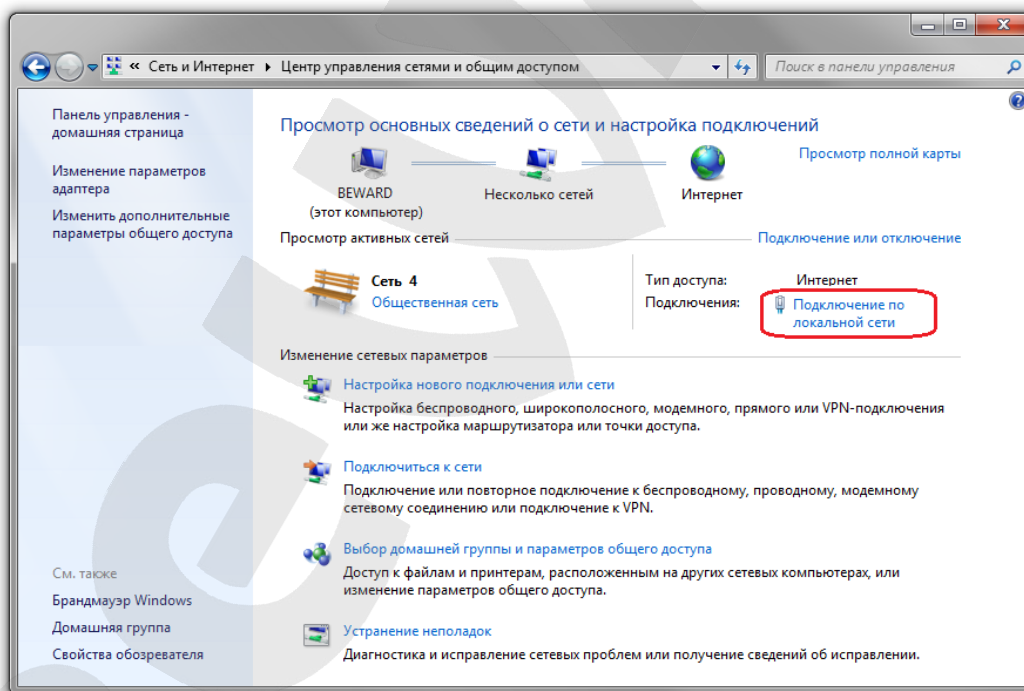 « Сеть и Интернет ▸ Центр управления сетями и общим доступом
Поиск в панели управления
Панель управления -
домашняя страница
Изменение параметров
адаптера
Изменить дополнительные
параметры общего доступа
См. также
Брандмауэр Windows
Домашняя группа
Свойства обозревателя
Просмотр основных сведений о сети и настройка подключений
Просмотр полной карты
BEWARD
(этот компьютер)
Несколько сетей
Интернет
Просмотр активных сетей
Подключение или отключение
Сеть 4
Общественная сеть
Тип доступа: Интернет
Подключения: Подключение по
локальной сети
Изменение сетевых параметров
Настройка нового подключения или сети
Настройка беспроводного, широкополосного, модемного, прямого или VPN-подключения
или же настройка маршрутизатора или точки доступа.
Подключиться к сети
Подключение или повторное подключение к беспроводному, проводному, модемному
сетевому соединению или подключение к VPN.
Выбор домашней группы и параметров общего доступа
Доступ к файлам и принтерам, расположенным на других сетевых компьютерах, или
изменение параметров общего доступа.
Устранение неполадок
Диагностика и исправление сетевых проблем или получение сведений об исправлении.